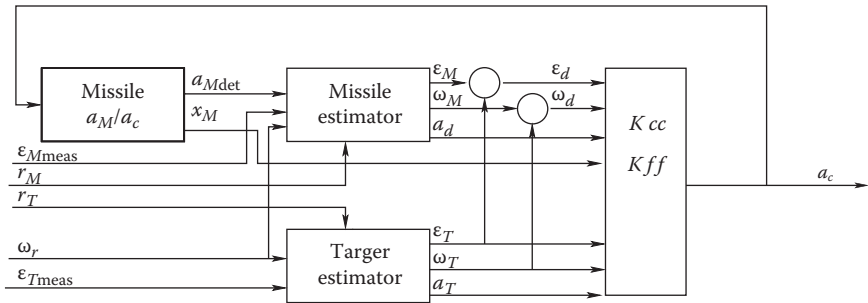 Missile
a_M/a_c
a_Mdet
x_M
Missile
estimator
ε_M
ω_M
a_d
ε_d
ω_d
K cc
K ff
a_c
ε_Mmeas
r_M
r_T
ω_r
ε_Tmeas
Targer
estimator
ε_T
ω_T
a_T